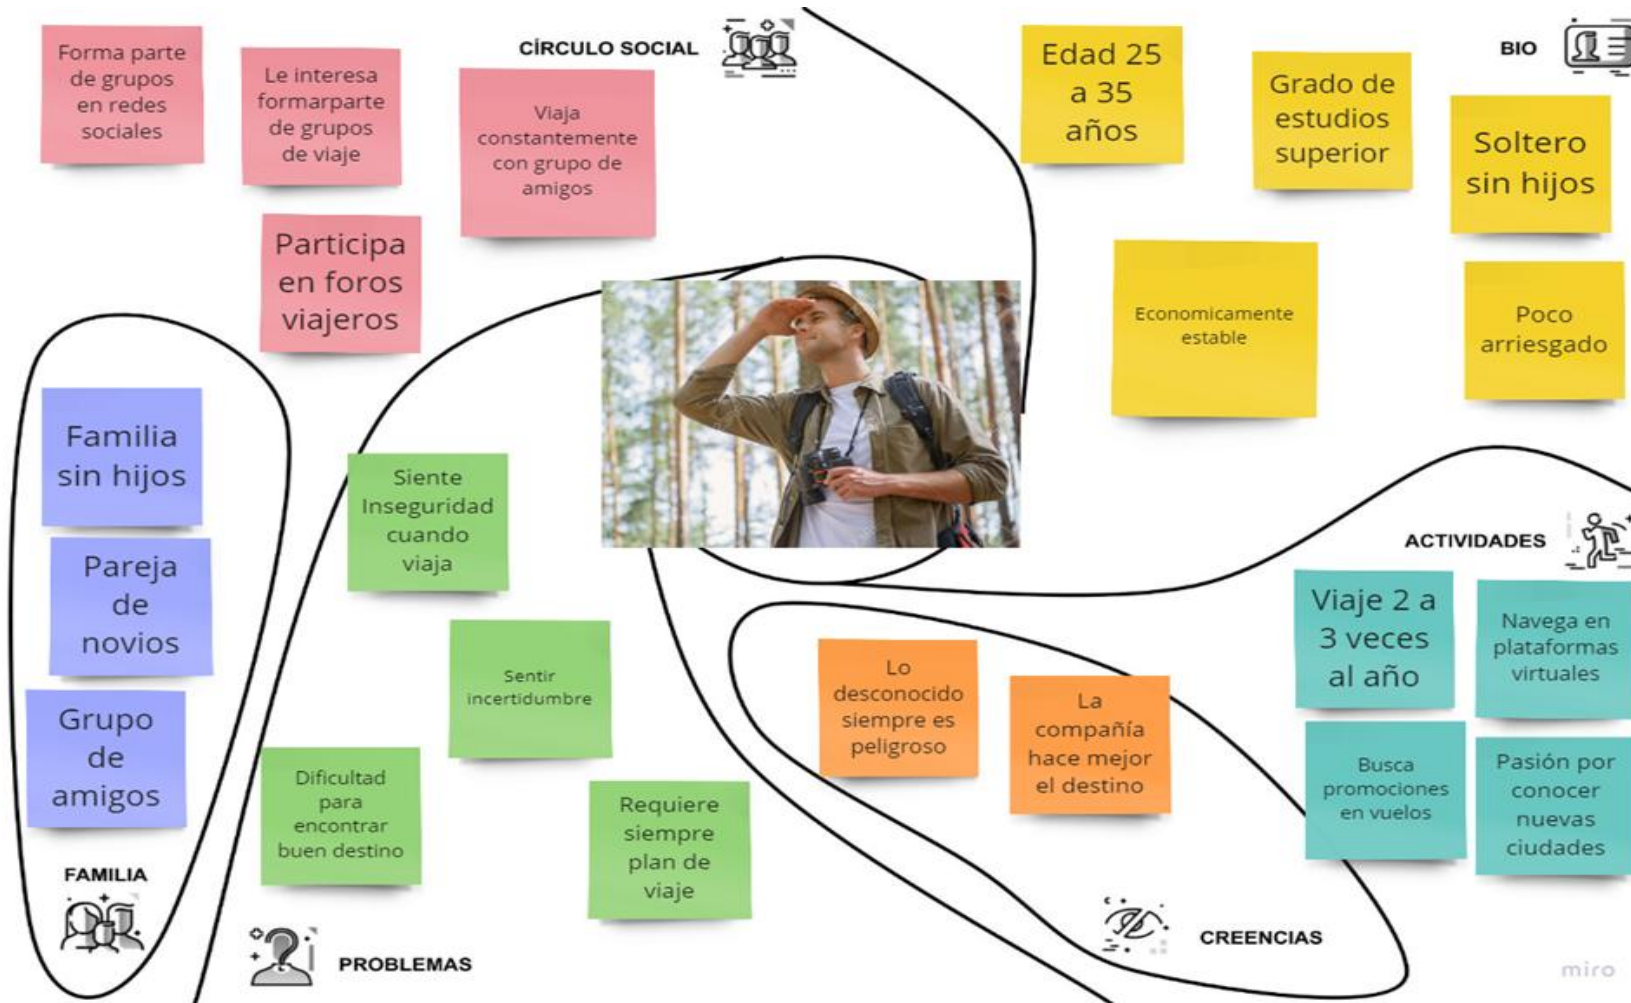 CÍRCULO SOCIAL
Forma parte
de grupos
en redes
sociales
Le interesa
formarparte
de grupos
de viaje
Viaja
constantemente
con grupo de
amigos
Participa
en foros
viajeros
BIO
Edad 25
a 35
años
Grado de
estudios
superior
Soltero
sin hijos
Economicamente
estable
Poco
arriesgado
Familia
sin hijos
Pareja
de
novios
Grupo
de
amigos
FAMILIA
Siente
Inseguridad
cuando
viaja
Sentir
incertidumbre
Dificultad
para
encontrar
buen destino
Requiere
siempre
plan de
viaje
PROBLEMAS
Lo
desconocido
siempre es
peligroso
La
compañía
hace mejor
el destino
CREENCIAS
ACTIVIDADES
Viaje 2 a
3 veces
al año
Navega en
plataformas
virtuales
Busca
promociones
en vuelos
Pasión por
conocer
nuevas
ciudades
miro